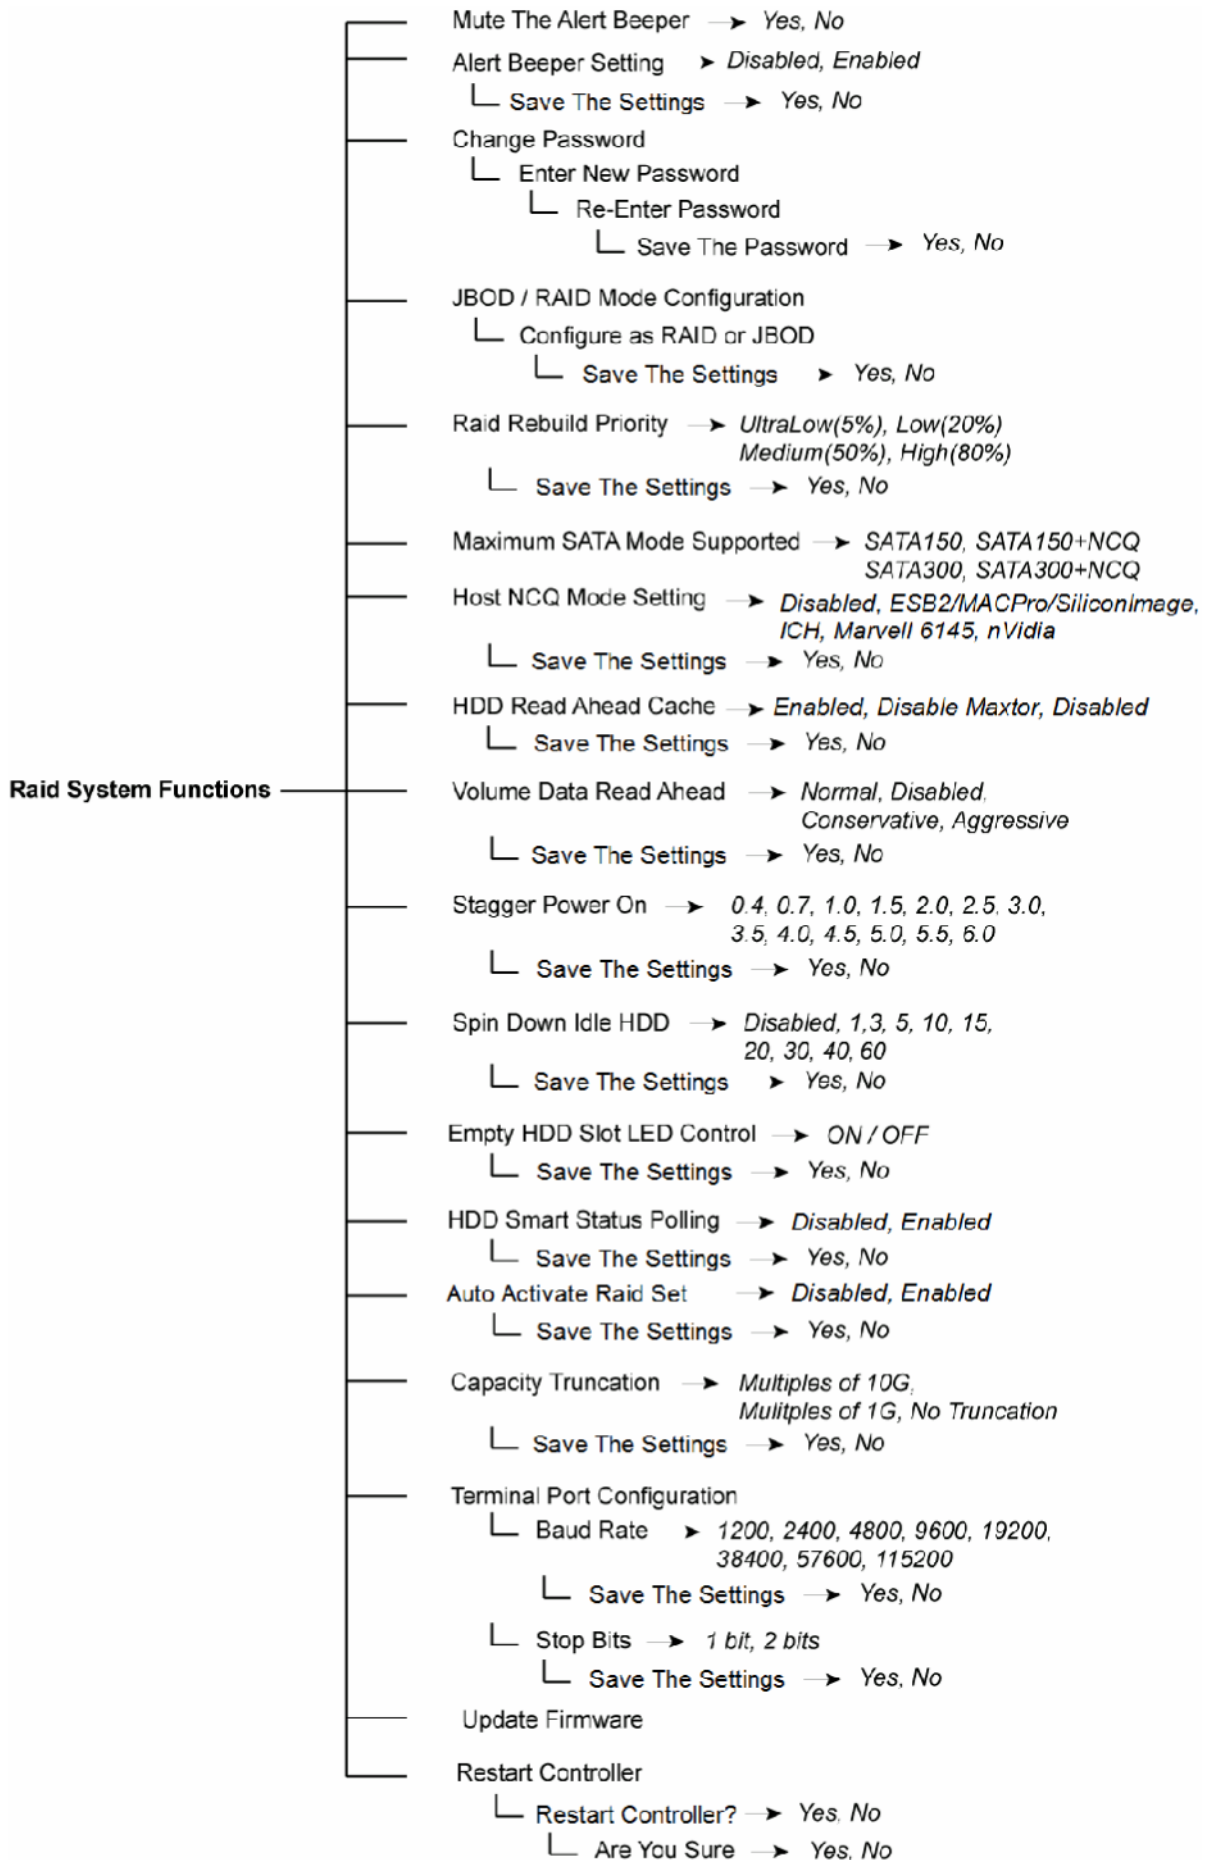 Mute The Alert Beeper Yes, No
Alert Beeper Setting Disabled, Enabled
Save The Settings Yes, No
Change Password
Enter New Password
Re-Enter Password
Save The Password Yes, No
JBOD / RAID Mode Configuration
Configure as RAID or JBOD
Save The Settings Yes, No
Raid Rebuild Priority UltraLow(5%), Low(20%)
Medium(50%), High(80%)
Save The Settings Yes, No
Maximum SATA Mode Supported SATA150, SATA150+NCQ
SATA300, SATA300+NCQ
Host NCQ Mode Setting Disabled, ESB2/MACPro/SiliconImage,
ICH, Marvell 6145, nVidia
Save The Settings Yes, No
HDD Read Ahead Cache Enabled, Disable Maxtor, Disabled
Save The Settings Yes, No
Raid System Functions
Volume Data Read Ahead Normal, Disabled,
Conservative, Aggressive
Save The Settings Yes, No
Stagger Power On 0.4, 0.7, 1.0, 1.5, 2.0, 2.5, 3.0,
3.5, 4.0, 4.5, 5.0, 5.5, 6.0
Save The Settings Yes, No
Spin Down Idle HDD Disabled, 1,3, 5, 10, 15,
20, 30, 40, 60
Save The Settings Yes, No
Empty HDD Slot LED Control ON / OFF
Save The Settings Yes, No
HDD Smart Status Polling Disabled, Enabled
Save The Settings Yes, No
Auto Activate Raid Set Disabled, Enabled
Save The Settings Yes, No
Capacity Truncation Multiples of 10G,
Mulitples of 1G, No Truncation
Save The Settings Yes, No
Terminal Port Configuration
Baud Rate 1200, 2400, 4800, 9600, 19200,
38400, 57600, 115200
Save The Settings Yes, No
Stop Bits 1 bit, 2 bits
Save The Settings Yes, No
Update Firmware
Restart Controller
Restart Controller? Yes, No
Are You Sure Yes, No